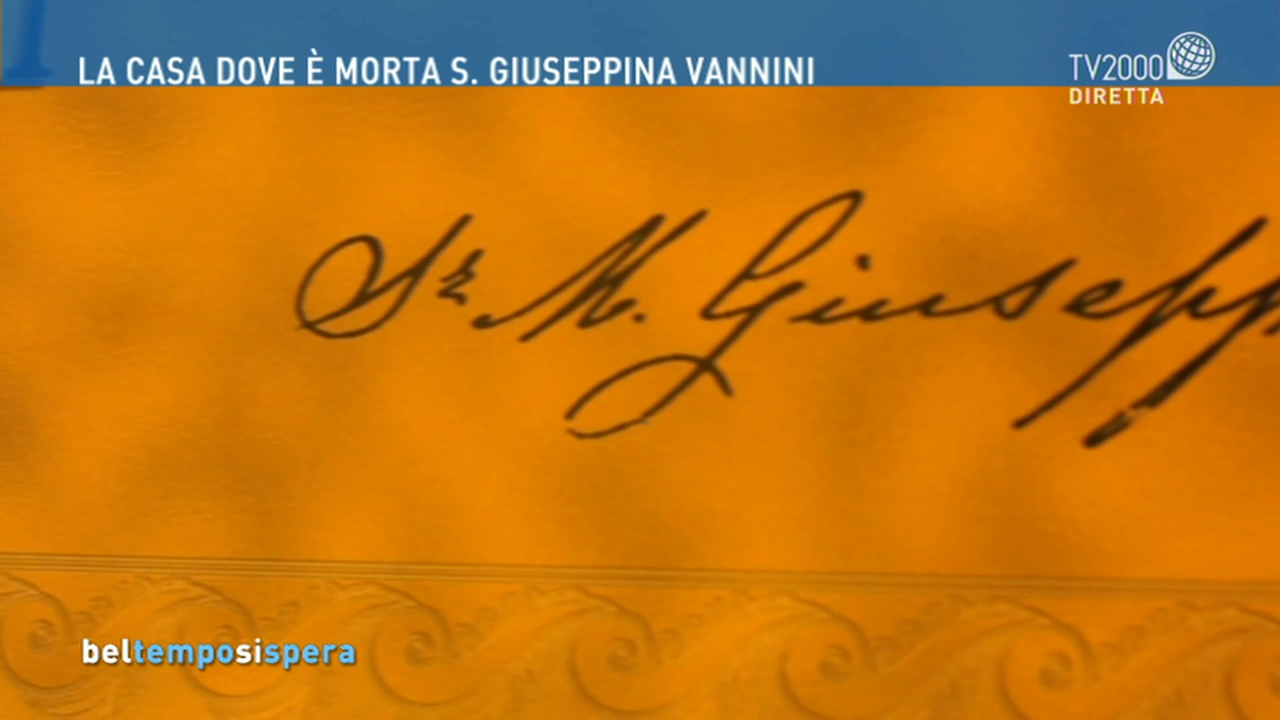 LA CASA DOVE È MORTA S. GIUSEPPINA VANNINI
TV2000
DIRETTA
Sr M. Giusepp
beltemposispera